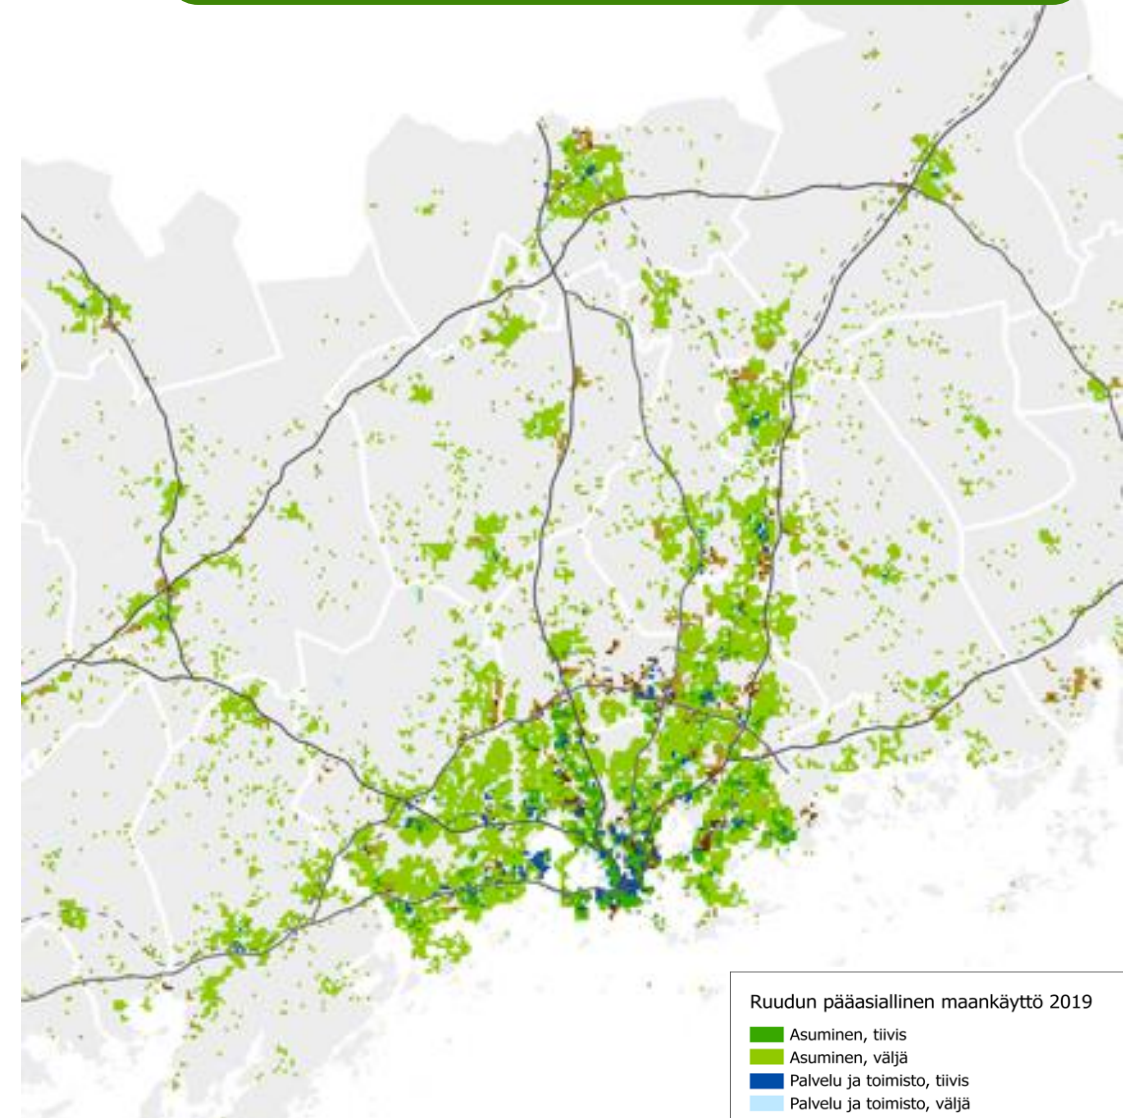 Ruudun pääasiallinen maankäyttö 2019
Asuminen, tiivis
Asuminen, väljä
Palvelu ja toimisto, tiivis
Palvelu ja toimisto, väljä